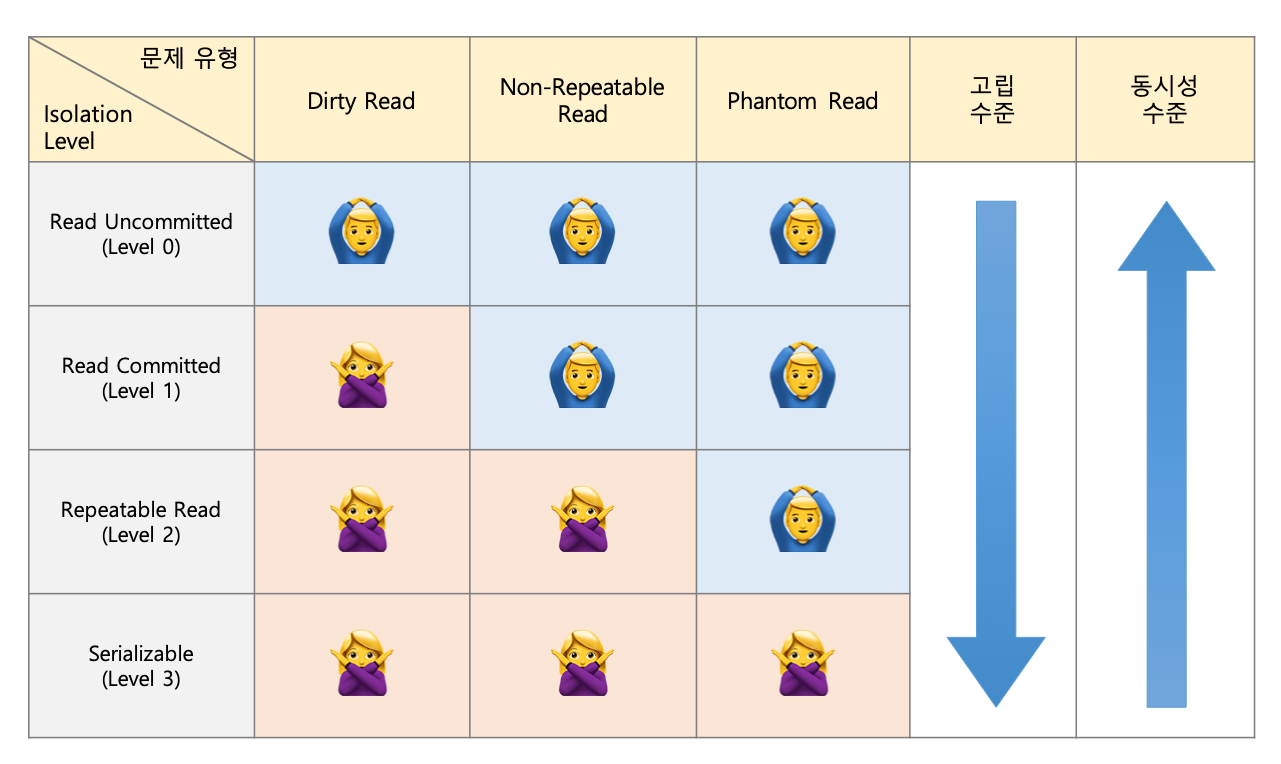 문제 유형
Isolation
Level
Dirty Read
Non-Repeatable
Read
Phantom Read
고립
수준
동시성
수준
Read Uncommitted
(Level 0)
Read Committed
(Level 1)
Repeatable Read
(Level 2)
Serializable
(Level 3)